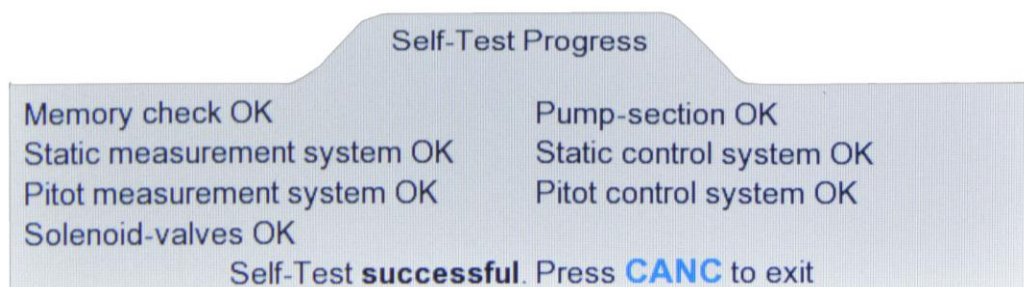 Self-Test Progress
Memory check OK
Pump-section OK
Static measurement system OK
Static control system OK
Pitot measurement system OK
Pitot control system OK
Solenoid-valves OK
Self-Test successful. Press CANC to exit